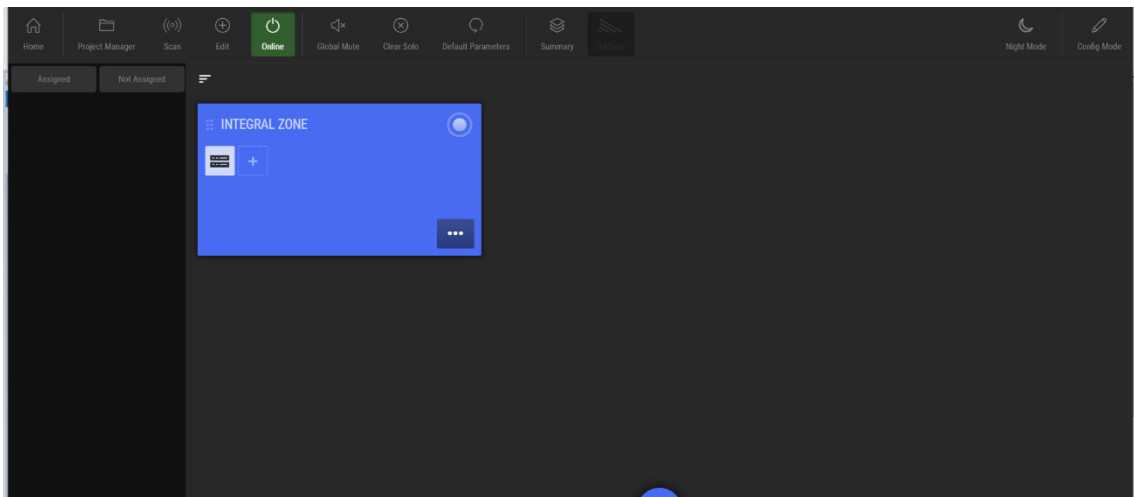 Home Project Manager Scan Edit Online Global Mute Clear Solo Default Parameters Summary Night Mode Config Mode
Assigned Not Assigned
INTEGRAL ZONE